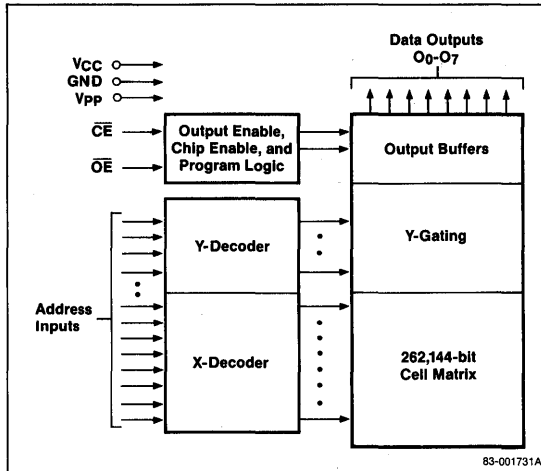 Data Outputs
O₀-O₇
VCC
GND
VPP
CE
OE
Output Enable,
Chip Enable, and
Program Logic
Output Buffers
Y-Decoder
Y-Gating
Address
Inputs
X-Decoder
262,144-bit
Cell Matrix
83-001731A